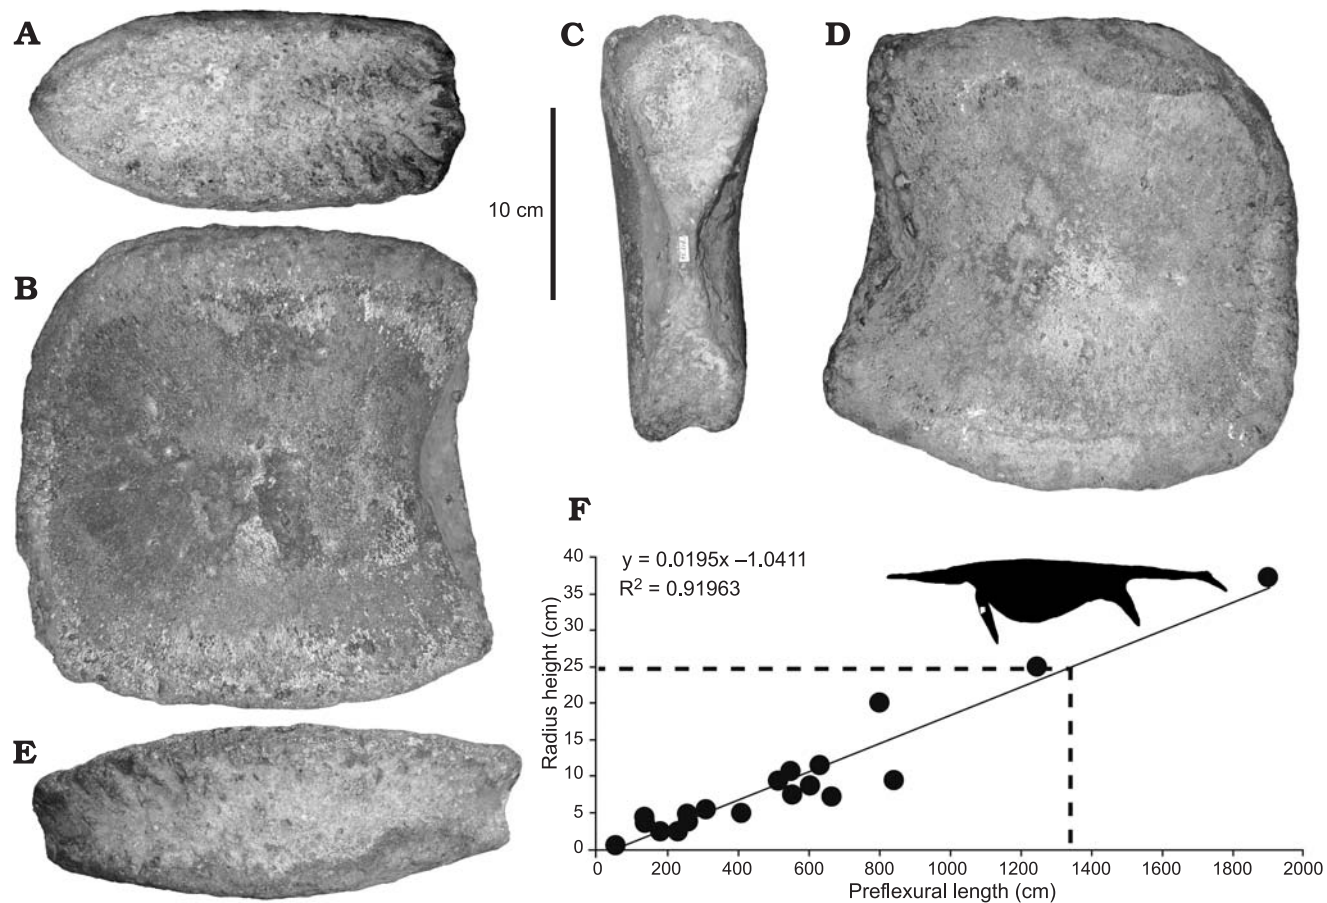 A
C
D
10 cm
B
E
F
y = 0.0195x –1.0411
R² = 0.91963
Radius height (cm)
40
35
30
25
20
15
10
5
0
0 200 400 600 800 1000 1200 1400 1600 1800 2000
Preflexural length (cm)